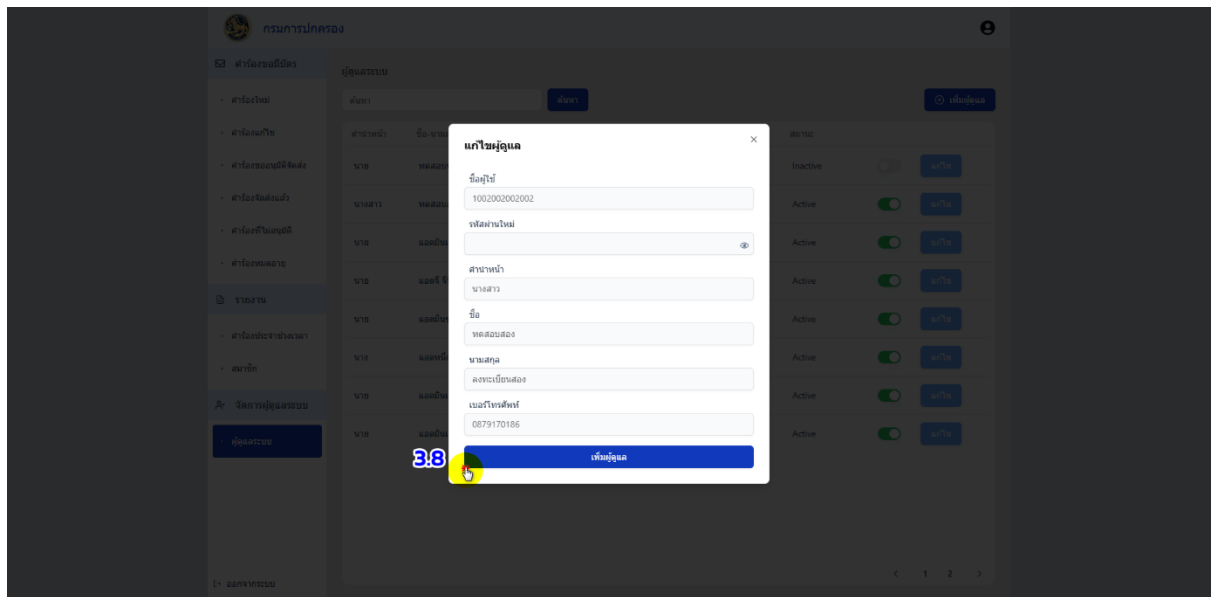 กรมการปกครอง
คำร้องขอมีบัตร
ผู้ดูแลระบบ
คำร้องใหม่
ค้นหา ค้นหา เพิ่มผู้ดูแล
คำร้องแก้ไข
คำนำหน้า สถานะ
คำร้องขออนุมัติจัดส่ง
นาย Inactive แก้ไข
คำร้องจัดส่งแล้ว
นางสาว Active แก้ไข
คำร้องที่ไม่อนุมัติ
นาย Active แก้ไข
คำร้องหมดอายุ
นาย Active แก้ไข
รายงาน
นาย Active แก้ไข
คำร้องประจำช่วงเวลา
นาย Active แก้ไข
สมาชิก
จัดการผู้ดูแลระบบ
นาย Active แก้ไข
ผู้ดูแลระบบ
นาย Active แก้ไข
แก้ไขผู้ดูแล
ชื่อผู้ใช้
1002002002002
รหัสผ่านใหม่
คำนำหน้า
นางสาว
ชื่อ
ทดสอบสอง
นามสกุล
ลงทะเบียนสอง
เบอร์โทรศัพท์
0879170186
3.8 เพิ่มผู้ดูแล
ออกจากระบบ
< 1 2 >